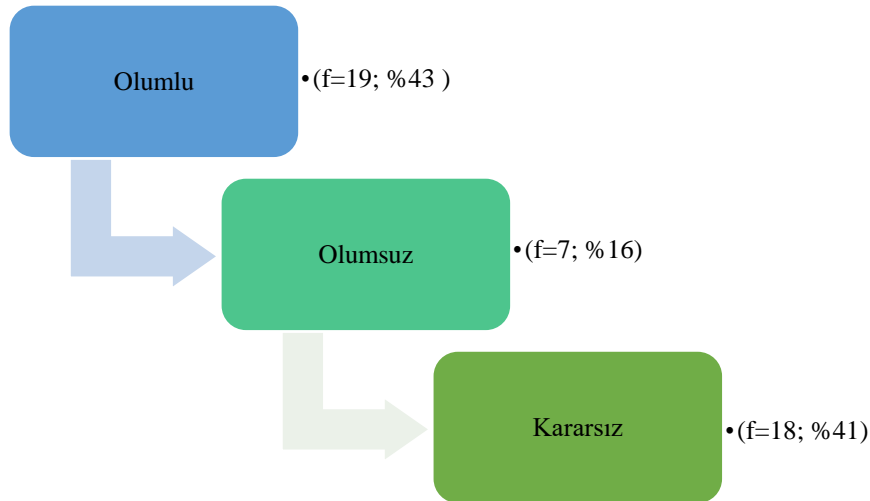 Olumlu
•(f=19; %43 )
Olumsuz
•(f=7; %16)
Kararsız
•(f=18; %41)